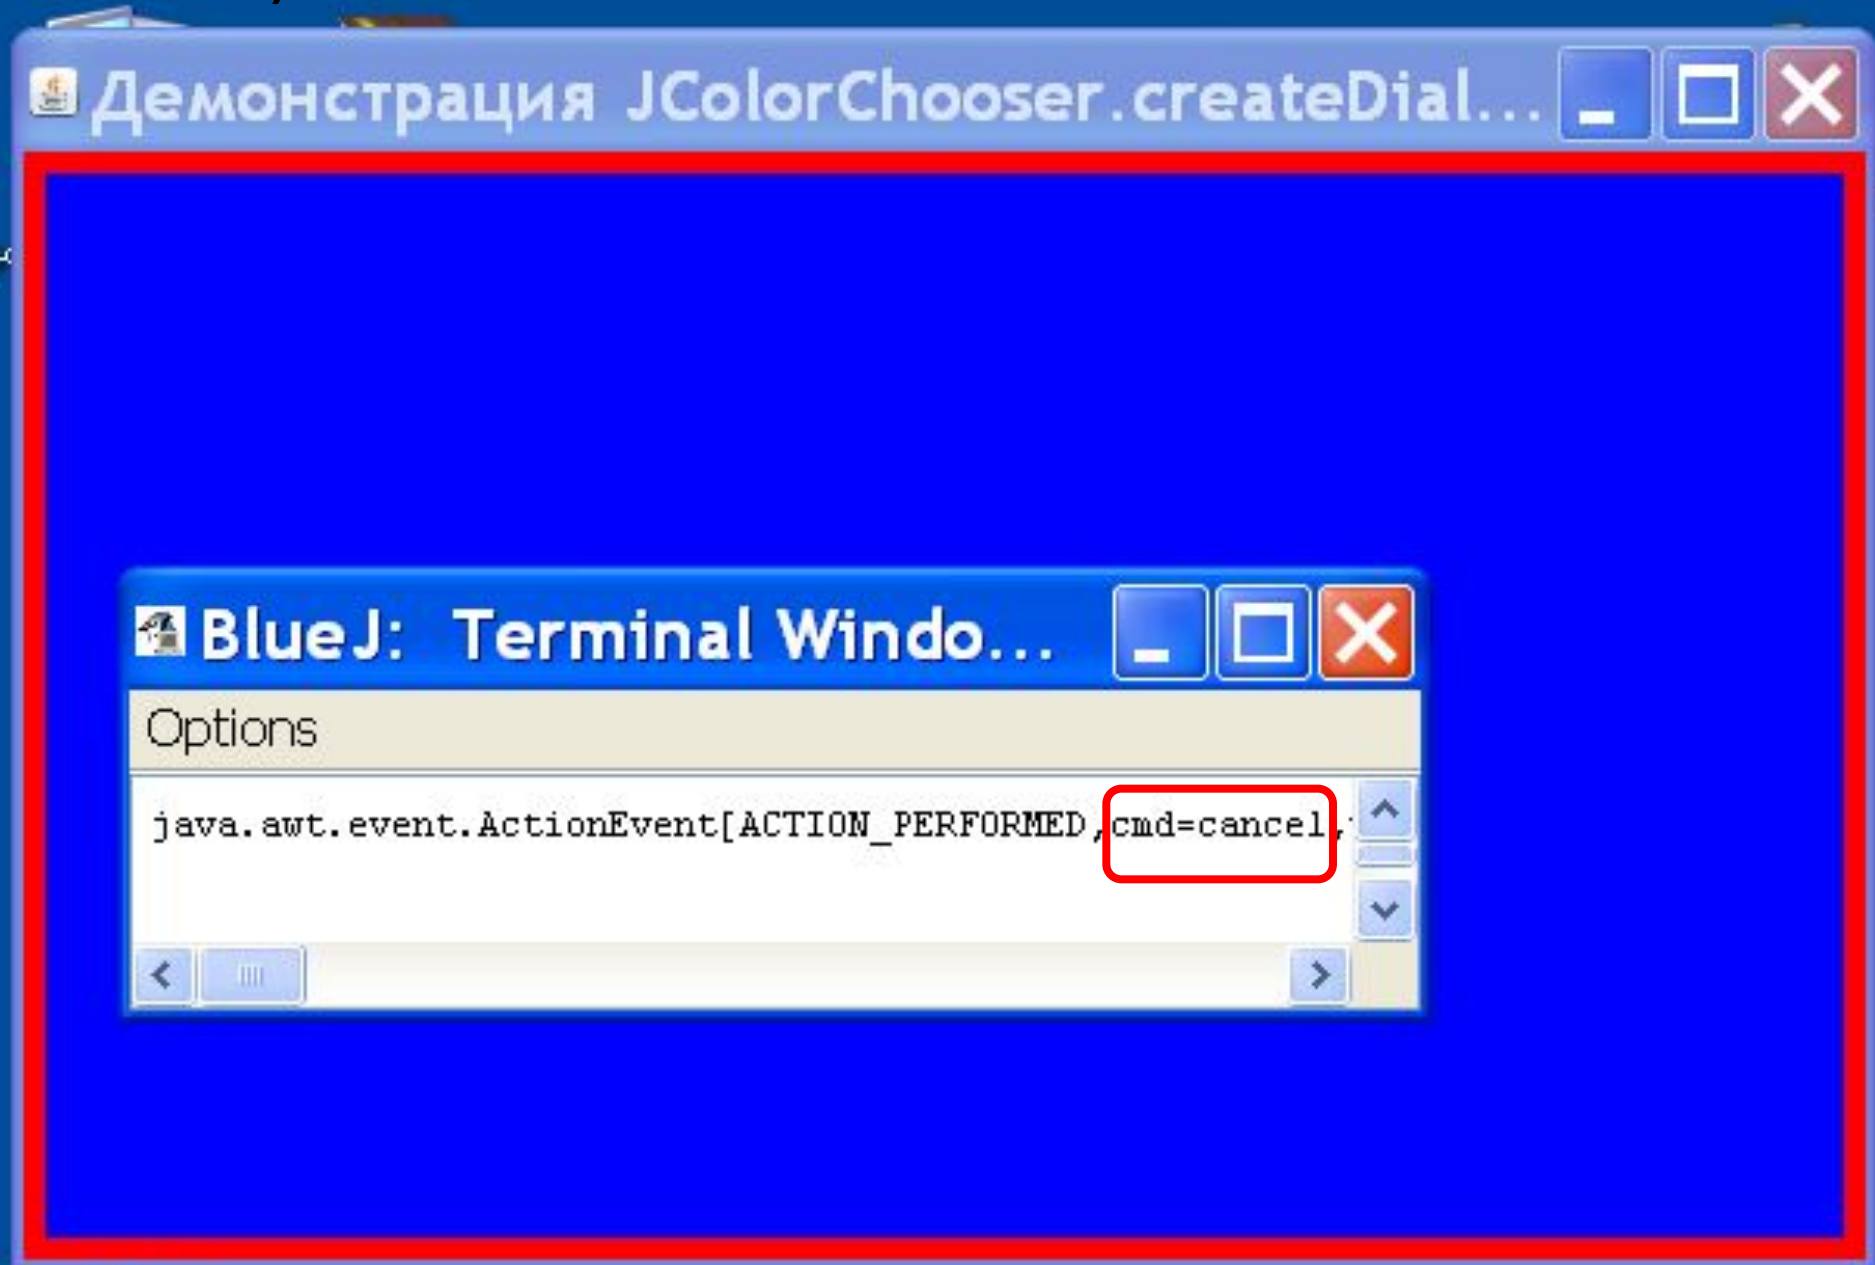 Демонстрация JColorChooser.createDial...
BlueJ: Terminal Windo...
Options
java.awt.event.ActionEvent[ACTION_PERFORMED,cmd=cancel,